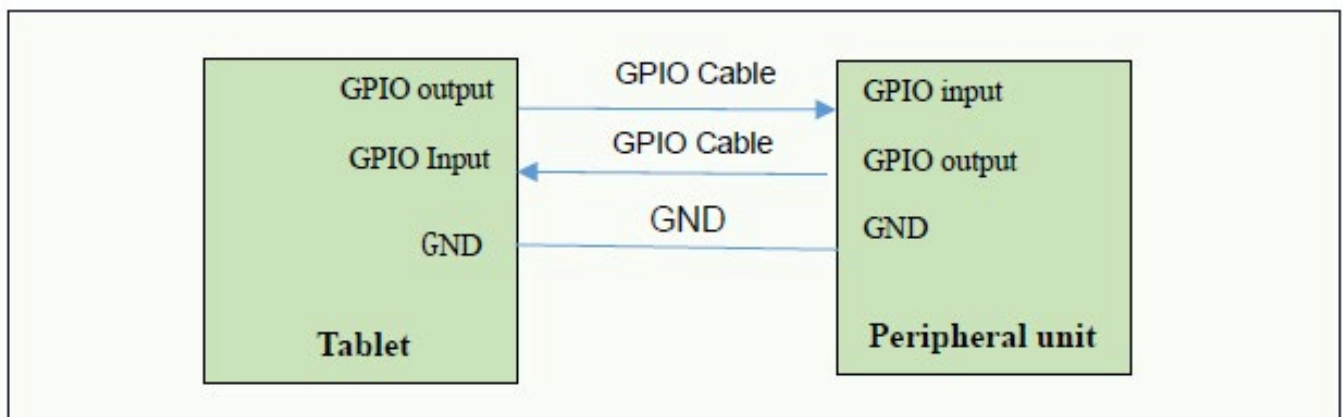 GPIO output
GPIO Input
GND
Tablet
GPIO Cable
GPIO Cable
GND
GPIO input
GPIO output
GND
Peripheral unit